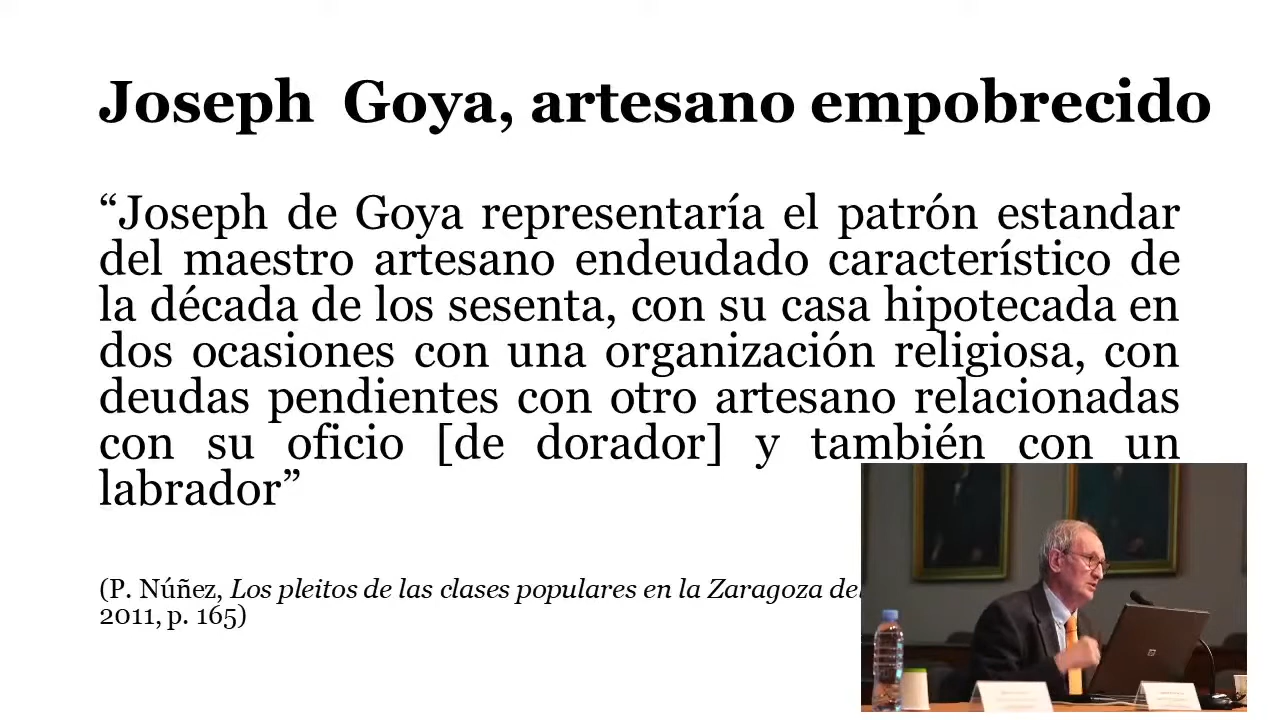 Joseph  Goya, artesano empobrecido
“Joseph de Goya representaría el patrón estandar
del maestro artesano endeudado característico de
la década de los sesenta, con su casa hipotecada en
dos ocasiones con una organización religiosa, con
deudas pendientes con otro artesano relacionadas
con su oficio [de dorador] y también con un
labrador”
(P. Núñez, Los pleitos de las clases populares en la Zaragoza del
2011, p. 165)